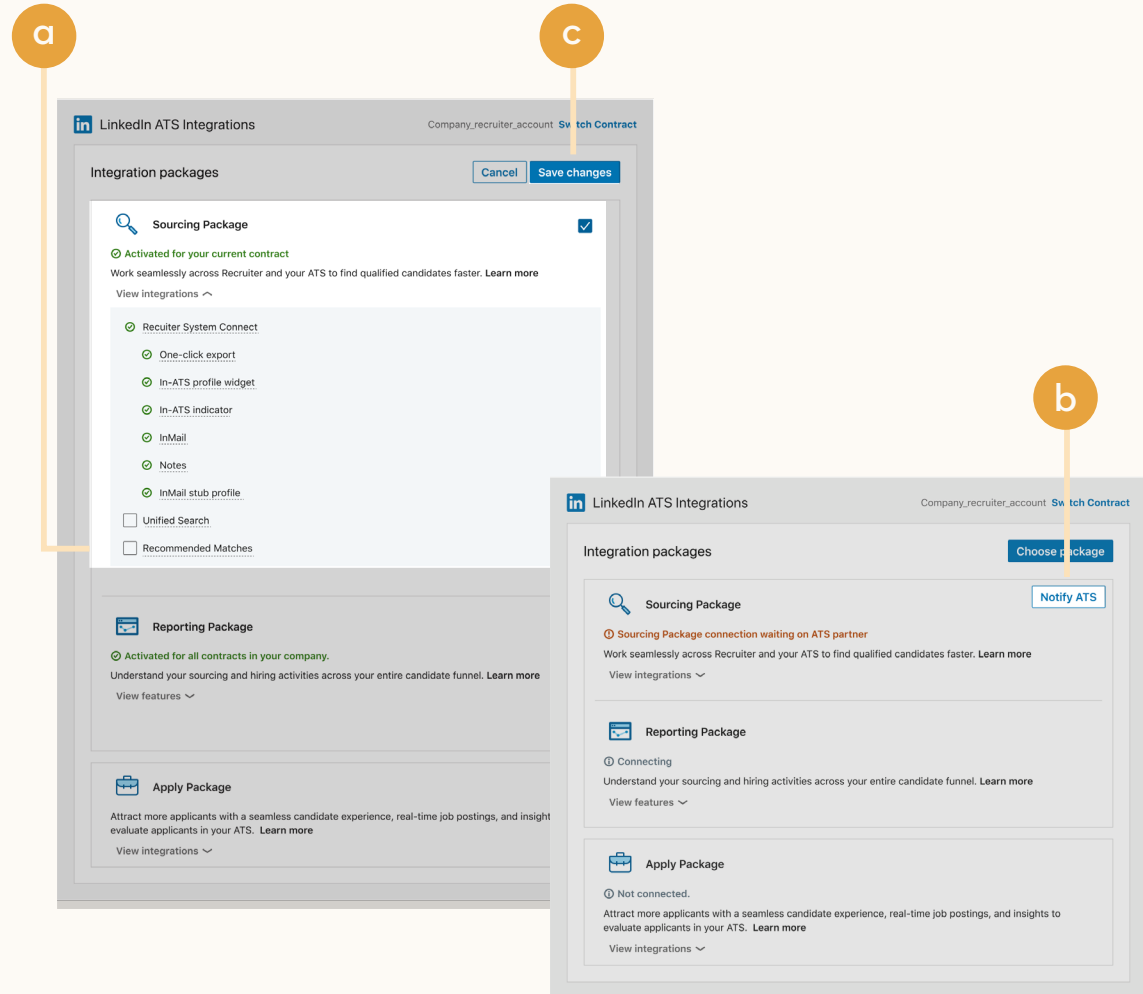 a
c
in LinkedIn ATS Integrations
Company_recruiter_account Switch Contract
Integration packages
Cancel
Save changes
Sourcing Package
Activated for your current contract
Work seamlessly across Recruiter and your ATS to find qualified candidates faster. Learn more
View integrations
Recuiter System Connect
One-click export
In-ATS profile widget
In-ATS indicator
InMail
Notes
InMail stub profile
Unified Search
Recommended Matches
Reporting Package
Activated for all contracts in your company.
Understand your sourcing and hiring activities across your entire candidate funnel. Learn more
View features
Apply Package
Attract more applicants with a seamless candidate experience, real-time job postings, and insight
evaluate applicants in your ATS. Learn more
View integrations
b
in LinkedIn ATS Integrations
Company_recruiter_account Switch Contract
Integration packages
Choose package
Sourcing Package
Notify ATS
Sourcing Package connection waiting on ATS partner
Work seamlessly across Recruiter and your ATS to find qualified candidates faster. Learn more
View integrations
Reporting Package
Connecting
Understand your sourcing and hiring activities across your entire candidate funnel. Learn more
View features
Apply Package
Not connected.
Attract more applicants with a seamless candidate experience, real-time job postings, and insights to
evaluate applicants in your ATS. Learn more
View integrations